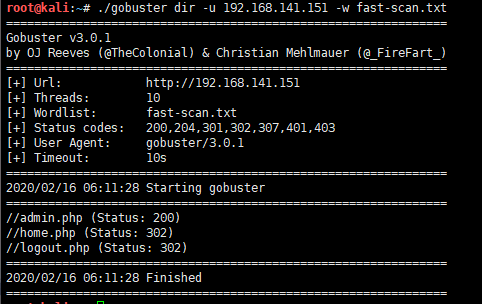 root@kali:~# ./gobuster dir -u 192.168.141.151 -w fast-scan.txt
===============================================================
Gobuster v3.0.1
by OJ Reeves (@TheColonial) & Christian Mehlmauer (@_FireFart_)
===============================================================
[+] Url:            http://192.168.141.151
[+] Threads:        10
[+] Wordlist:       fast-scan.txt
[+] Status codes:   200,204,301,302,307,401,403
[+] User Agent:     gobuster/3.0.1
[+] Timeout:        10s
===============================================================
2020/02/16 06:11:28 Starting gobuster
===============================================================
//admin.php (Status: 200)
//home.php (Status: 302)
//logout.php (Status: 302)
===============================================================
2020/02/16 06:11:28 Finished
===============================================================